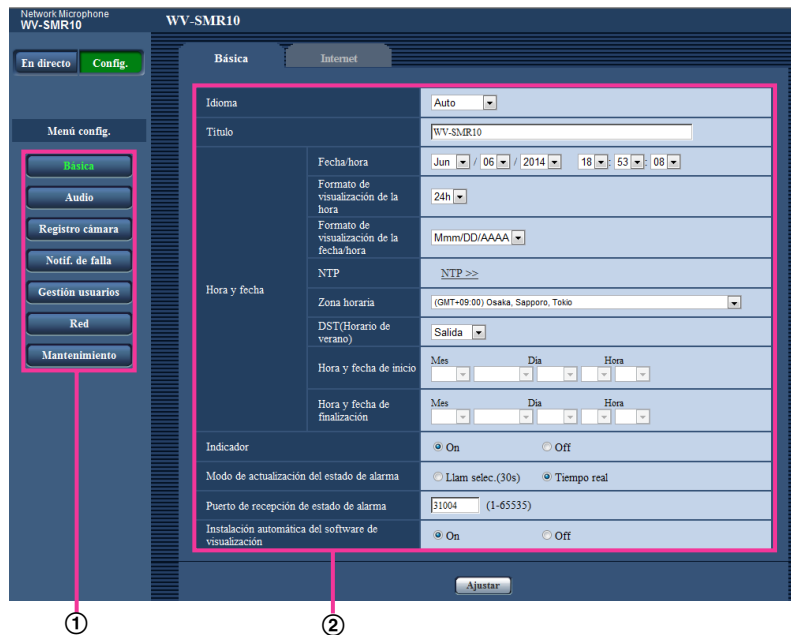 Network Microphone
WV-SMR10
WV-SMR10
En directo
Config.
Menú config.
Básica
Audio
Registro cámara
Notif. de falla
Gestión usuarios
Red
Mantenimiento
Básica
Internet
Idioma
Auto
Titulo
WV-SMR10
Hora y fecha
Fecha/hora
Jun / 06 / 2014 18 : 53 : 08
Formato de
visualización de la
hora
24h
Formato de
visualización de la
fecha/hora
Mmm/DD/AAAA
NTP
NTP >>
Zona horaria
(GMT+09:00) Osaka, Sapporo, Tokio
DST(Horario de
verano)
Salida
Hora y fecha de inicio
Mes Dia Hora
Hora y fecha de
finalización
Mes Dia Hora
Indicador
On Off
Modo de actualización del estado de alarma
Llam selec.(30s) Tiempo real
Puerto de recepción de estado de alarma
31004 (1-65535)
Instalación automática del software de
visualización
On Off
Ajustar
① ②